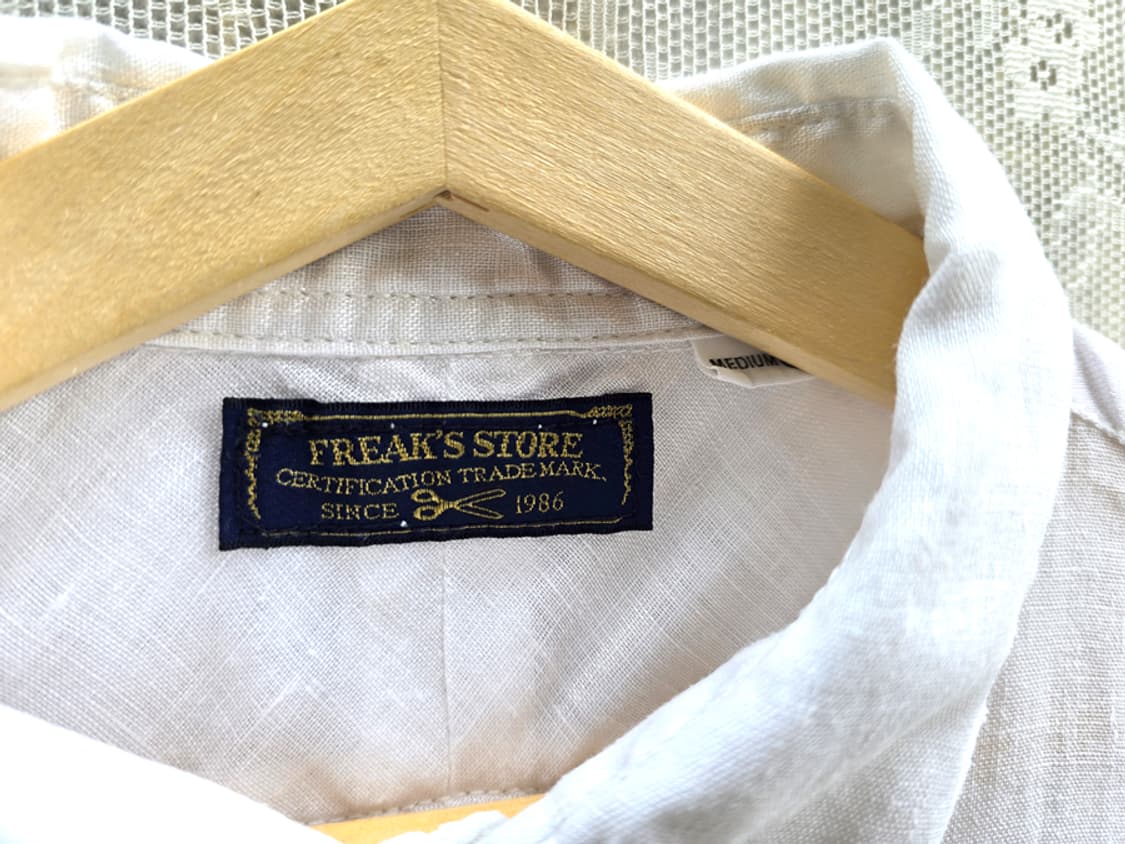 MEDIUM
FREAK'S STORE
CERTIFICATION TRADE MARK.
SINCE 1986